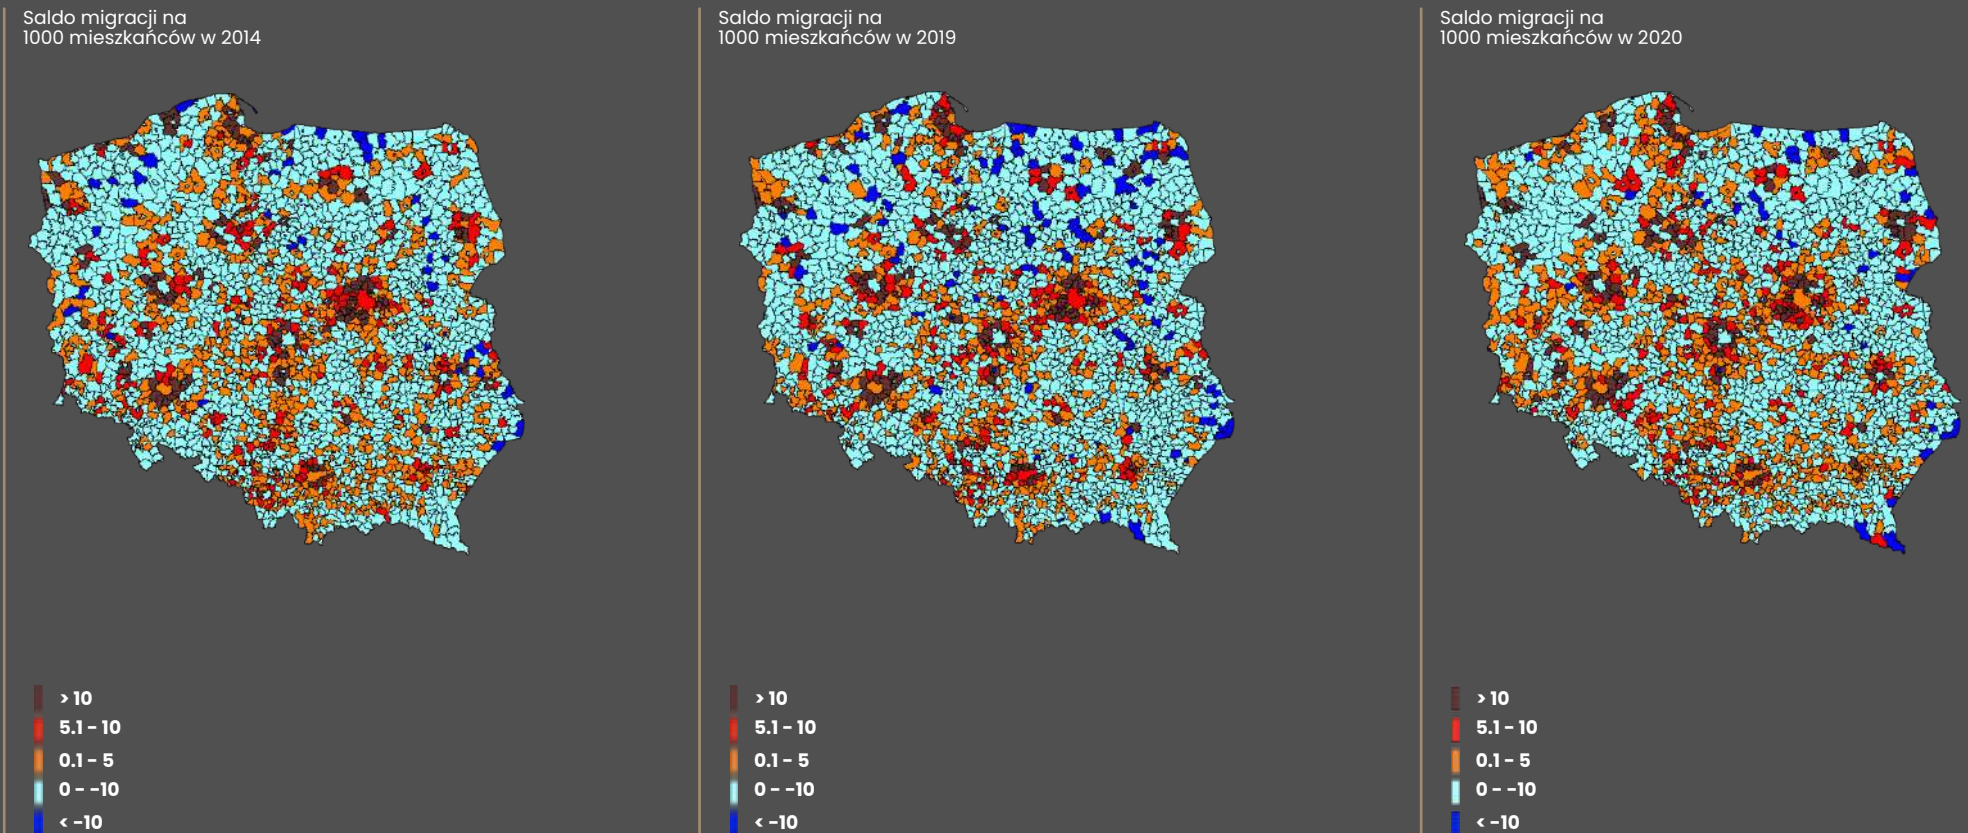 Saldo migracji na
1000 mieszkańców w 2014
> 10
5.1 – 10
0.1 – 5
0 – -10
< -10
Saldo migracji na
1000 mieszkańców w 2019
> 10
5.1 – 10
0.1 – 5
0 – -10
< -10
Saldo migracji na
1000 mieszkańców w 2020
> 10
5.1 – 10
0.1 – 5
0 – -10
< -10